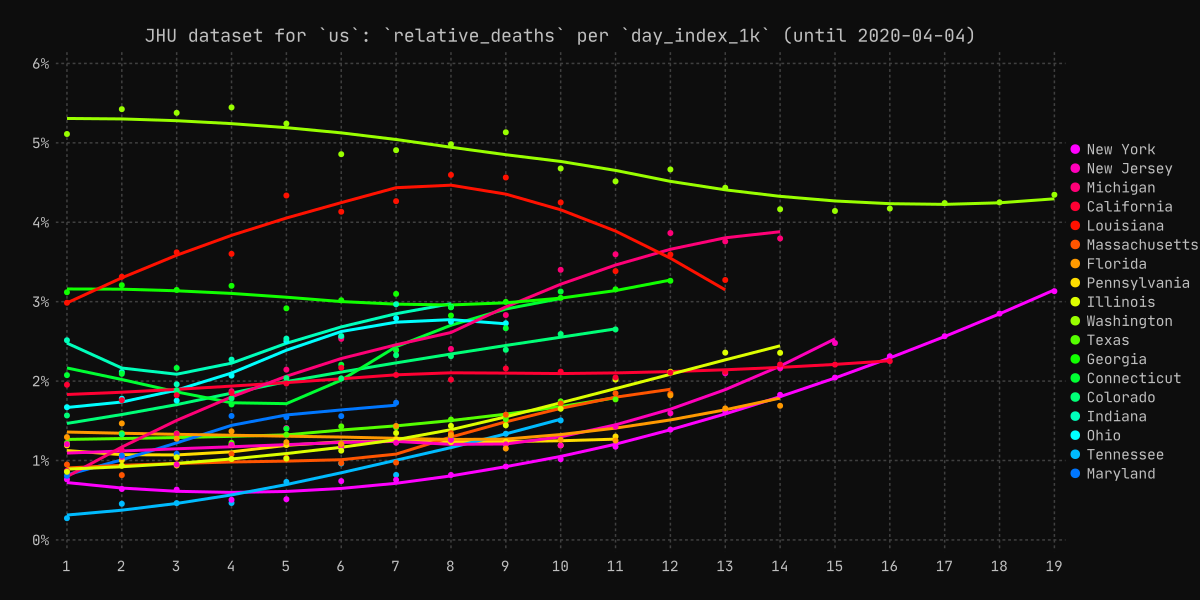 JHU dataset for `us`: `relative_deaths` per `day_index_1k` (until 2020-04-04)
6%
5%
4%
3%
2%
1%
0%
1 2 3 4 5 6 7 8 9 10 11 12 13 14 15 16 17 18 19
New York
New Jersey
Michigan
California
Louisiana
Massachusetts
Florida
Pennsylvania
Illinois
Washington
Texas
Georgia
Connecticut
Colorado
Indiana
Ohio
Tennessee
Maryland